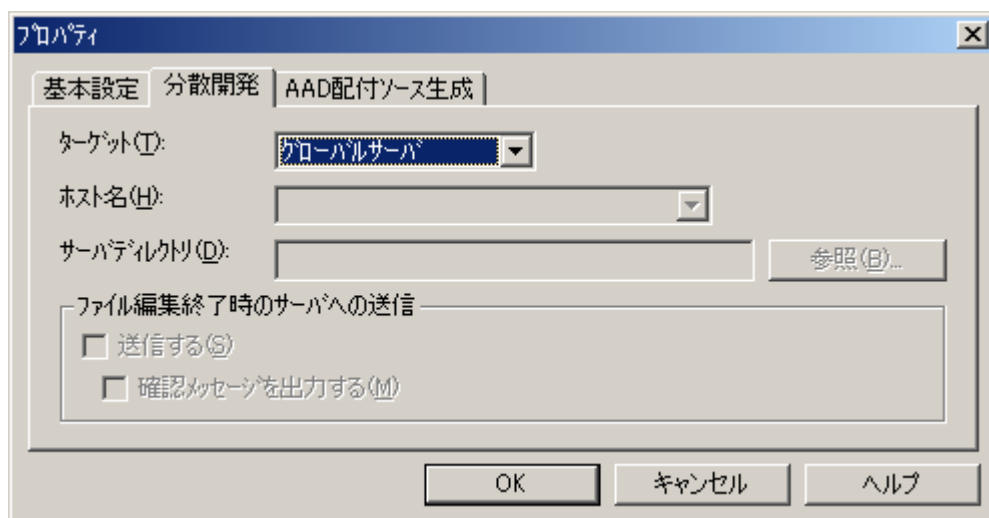 ﾌﾟﾛﾊﾟﾃｨ
基本設定 分散開発 AAD配付ソース生成
ﾀｰｹﾞｯﾄ(T): ｸﾞﾛｰﾊﾞﾙｻｰﾊﾞ
ﾎｽﾄ名(H):
ｻｰﾊﾞﾃﾞｨﾚｸﾄﾘ(D): 参照(B)...
ﾌｧｲﾙ編集終了時のｻｰﾊﾞへの送信
送信する(S)
確認ﾒｯｾｰｼﾞを出力する(M)
OK キャンセル ヘルプ